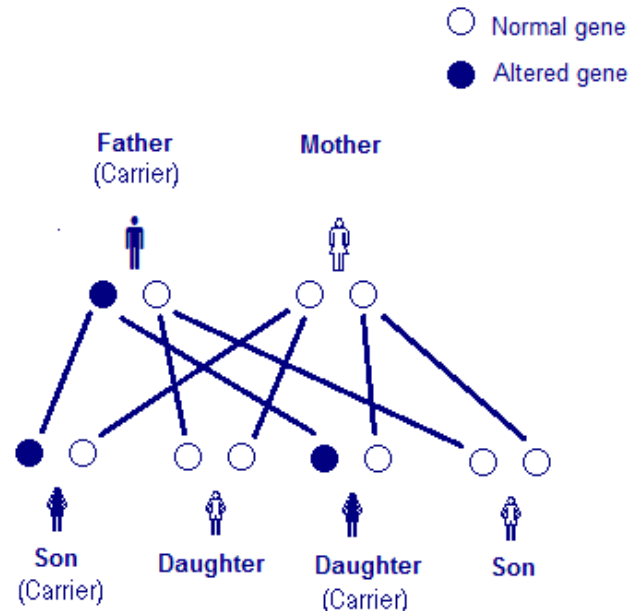 Normal gene
Altered gene
Father
(Carrier)
Mother
Son
(Carrier)
Daughter
Daughter
(Carrier)
Son